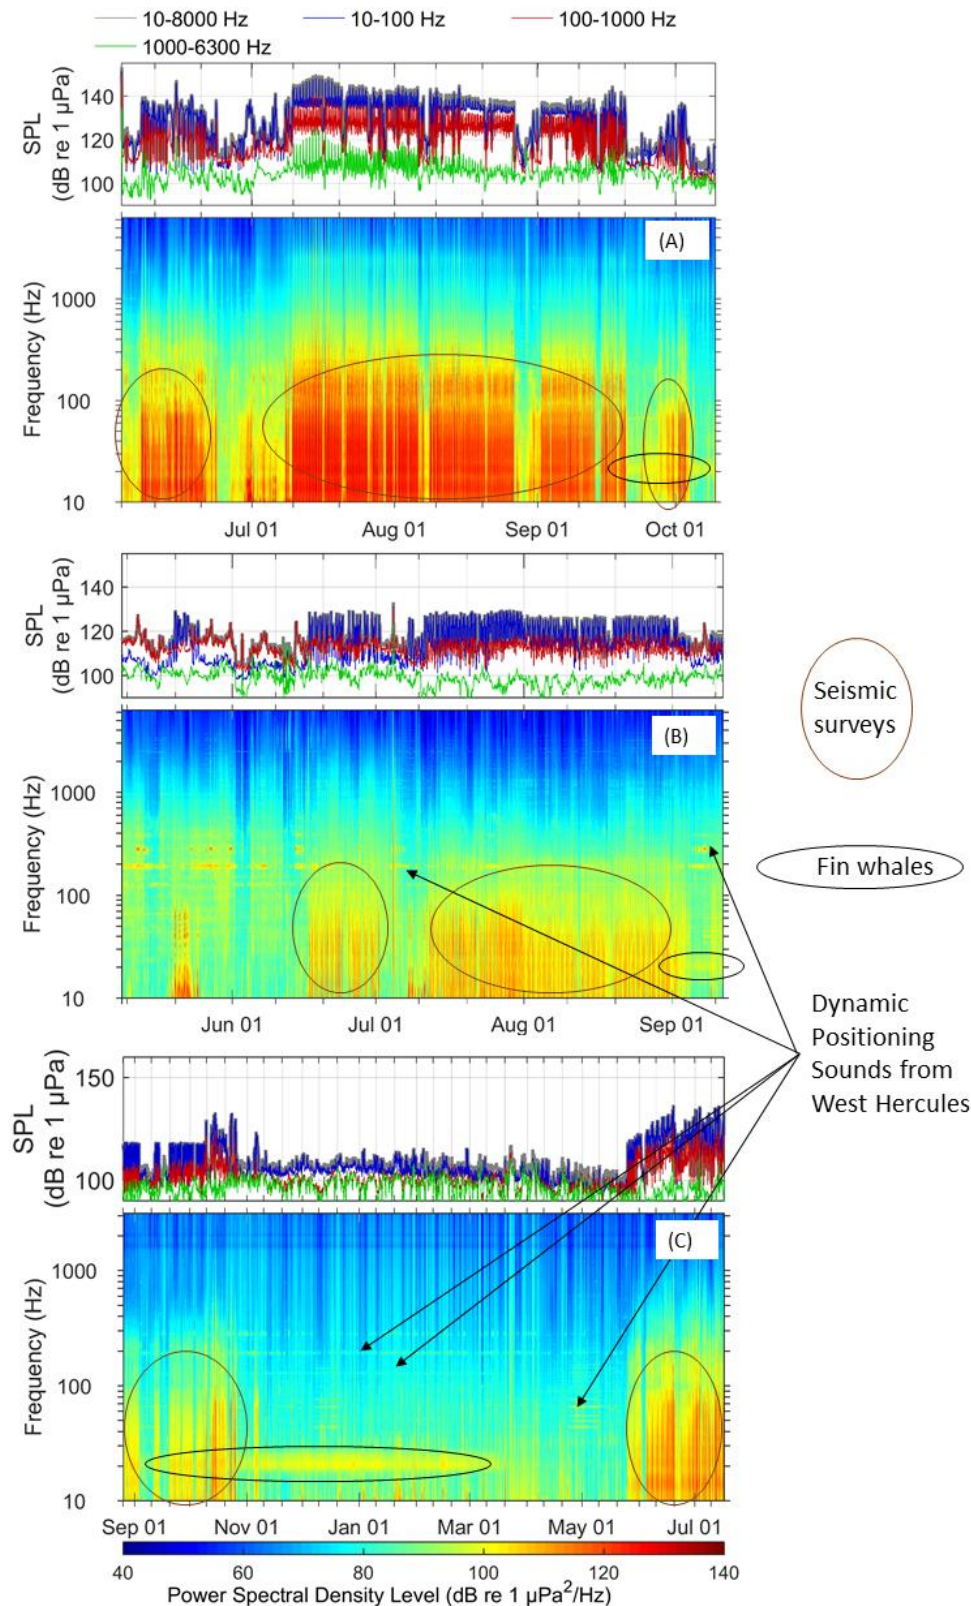 10-8000 Hz 10-100 Hz 100-1000 Hz
1000-6300 Hz
SPL
(dB re 1 µPa)
140
120
100
(A)
Frequency (Hz)
1000
100
10
Jul 01 Aug 01 Sep 01 Oct 01
SPL
(dB re 1 µPa)
140
120
100
(B)
Frequency (Hz)
1000
100
10
Jun 01 Jul 01 Aug 01 Sep 01
Seismic
surveys
Fin whales
Dynamic
Positioning
Sounds from
West Hercules
SPL
(dB re 1 µPa)
150
100
(C)
Frequency (Hz)
1000
100
10
Sep 01 Nov 01 Jan 01 Mar 01 May 01 Jul 01
40 60 80 100 120 140
Power Spectral Density Level (dB re 1 µPa²/Hz)